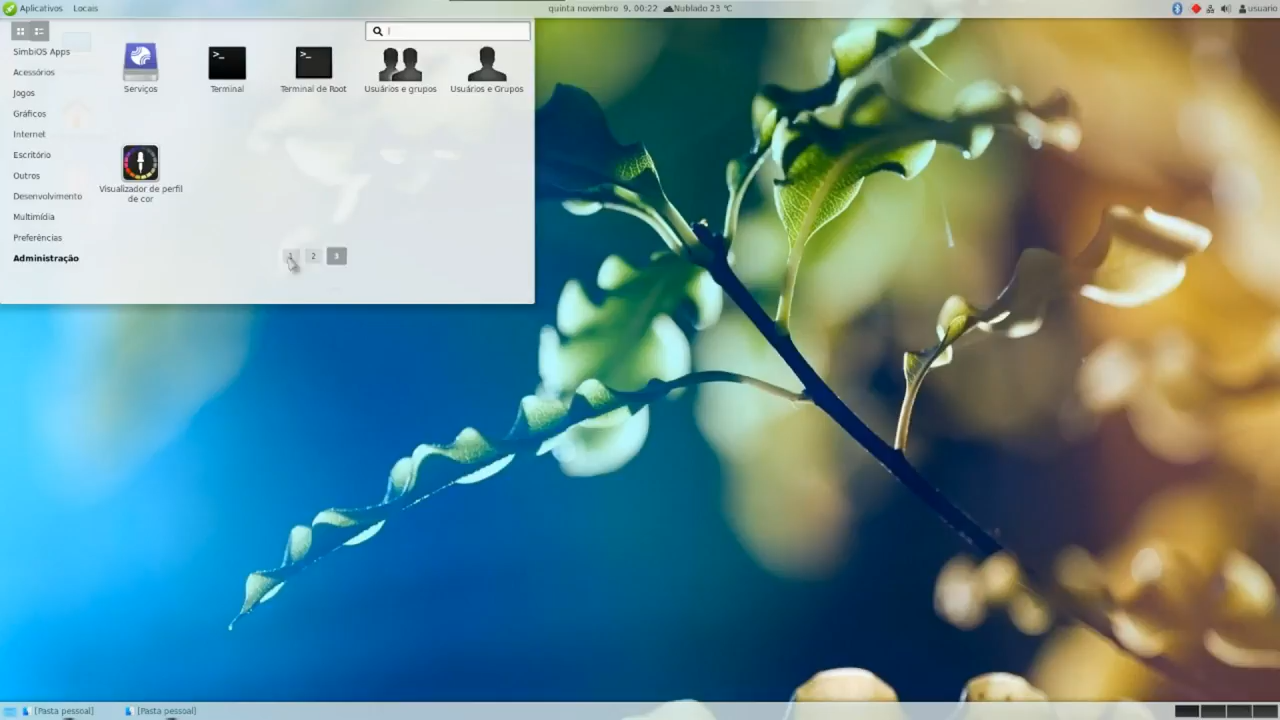 Aplicativos Locais
quinta novembro 9, 00:22 Nublado 23 °C
usuario
SimbiOS Apps
Acessórios
Jogos
Gráficos
Internet
Escritório
Outros
Desenvolvimento
Multimídia
Preferências
Administração
Serviços
Terminal
Terminal de Root
Usuários e grupos
Usuários e Grupos
Visualizador de perfil
de cor
1 2 3
[Pasta pessoal] [Pasta pessoal]